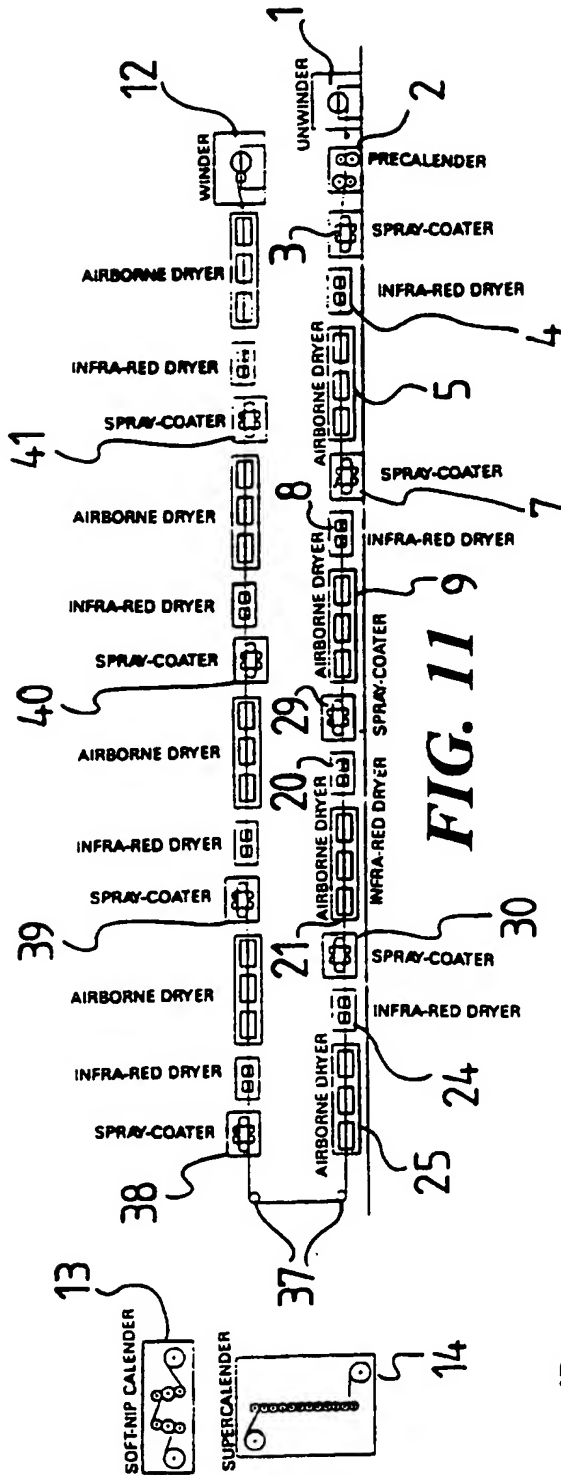 SOFT-NIP CALENDER
13
SUPERCALENDER
14
37
38
SPRAY-COATER
INFRA-RED DRYER
AIRBORNE DRYER
39
SPRAY-COATER
INFRA-RED DRYER
AIRBORNE DRYER
40
SPRAY-COATER
INFRA-RED DRYER
AIRBORNE DRYER
41
SPRAY-COATER
INFRA-RED DRYER
AIRBORNE DRYER
WINDER
12
UNWINDER
1
2
PRECALENDER
3
SPRAY-COATER
INFRA-RED DRYER
4
AIRBORNE DRYER
5
SPRAY-COATER
7
8
INFRA-RED DRYER
AIRBORNE DRYER
9
29
SPRAY-COATER
20
INFRA-RED DRYER
AIRBORNE DRYER
21
30
SPRAY-COATER
INFRA-RED DRYER
24
AIRBORNE DRYER
25
FIG. 11